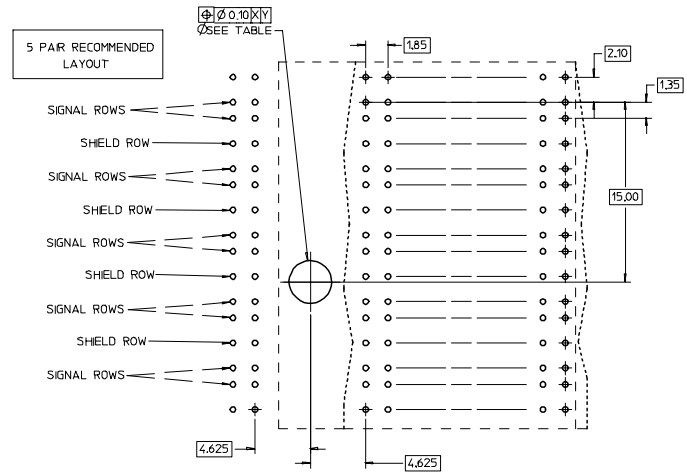 ⌖ Ø 0.10 X Y
ØSEE TABLE
5 PAIR RECOMMENDED
LAYOUT
1.85
2.10
1.35
SIGNAL ROWS
SHIELD ROW
SIGNAL ROWS
SHIELD ROW
15.00
SIGNAL ROWS
SHIELD ROW
SIGNAL ROWS
SHIELD ROW
SIGNAL ROWS
4.625
4.625